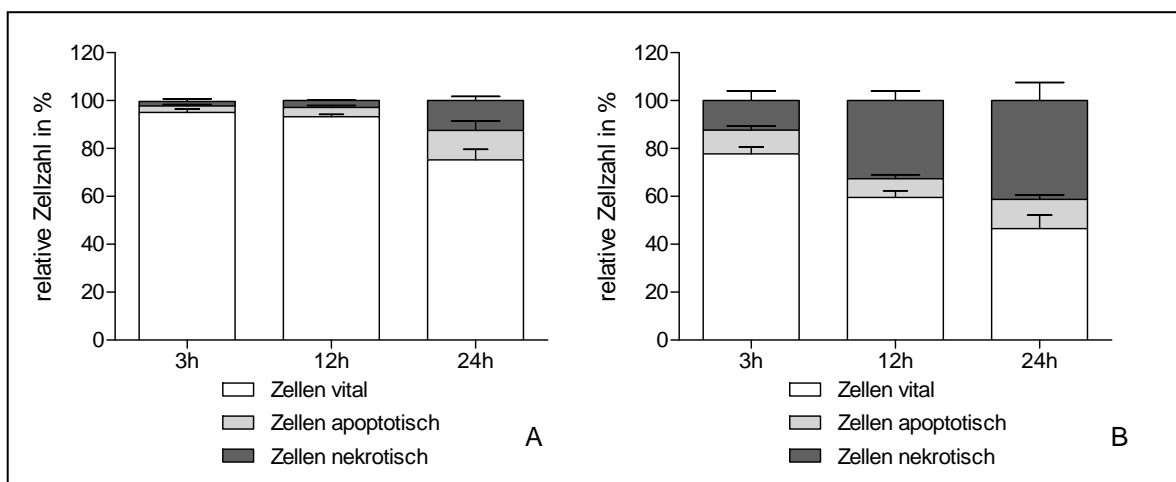 relative Zellzahl in %
120
100
80
60
40
20
0
3h 12h 24h
Zellen vital
Zellen apoptotisch
Zellen nekrotisch
A
relative Zellzahl in %
120
100
80
60
40
20
0
3h 12h 24h
Zellen vital
Zellen apoptotisch
Zellen nekrotisch
B